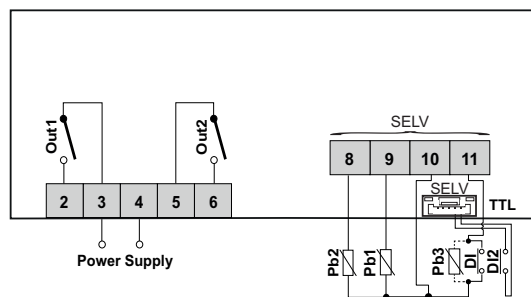 SELV
Out1
Out2
8 9 10 11
SELV
2 3 4 5 6
TTL
Power Supply
Pb2
Pb1
Pb3
DI
DI2